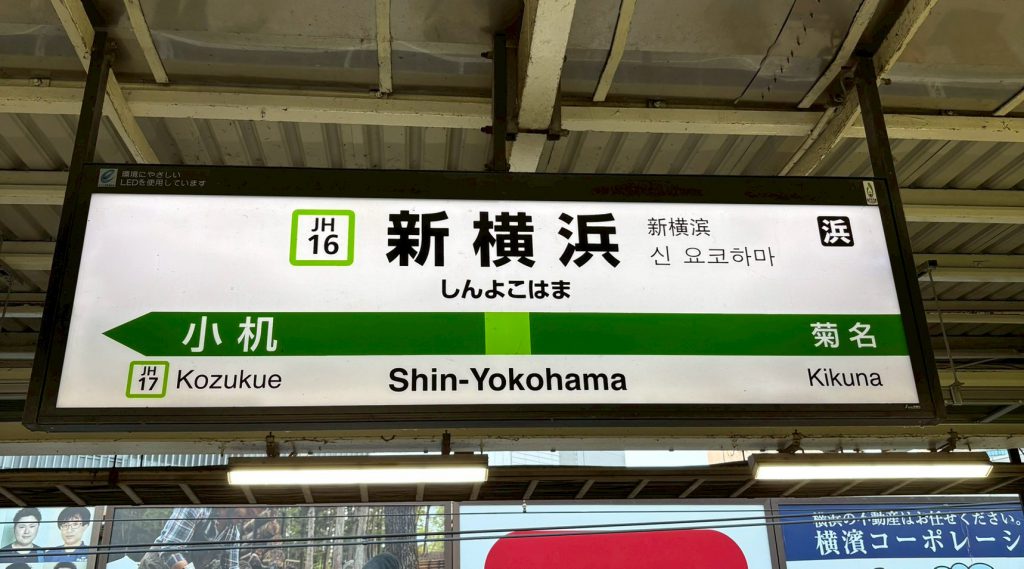 環境にやさしい
LEDを使用しています
JH
16
新横浜
新横滨
신 요코하마
浜
しんよこはま
小机
菊名
JH
17
Kozukue
Shin-Yokohama
Kikuna
横浜の不動産はお任せください。
横濱コーポレーシ